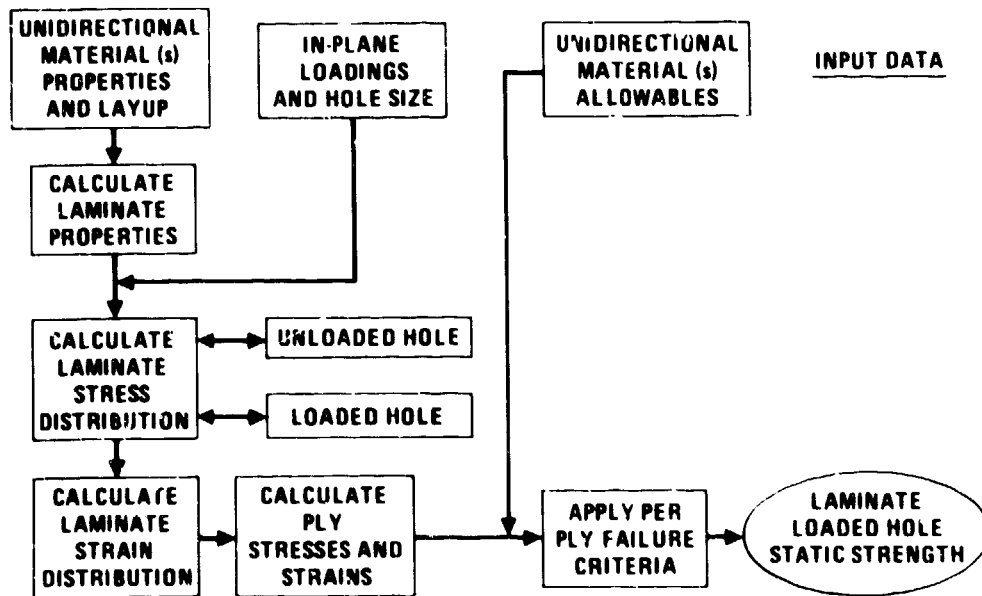 UNIDIRECTIONAL
MATERIAL (s)
PROPERTIES
AND LAYUP
IN-PLANE
LOADINGS
AND HOLE SIZE
UNIDIRECTIONAL
MATERIAL (s)
ALLOWABLES
INPUT DATA
CALCULATE
LAMINATE
PROPERTIES
CALCULATE
LAMINATE
STRESS
DISTRIBUTION
UNLOADED HOLE
LOADED HOLE
CALCULATE
LAMINATE
STRAIN
DISTRIBUTION
CALCULATE
PLY
STRESSES AND
STRAINS
APPLY PER
PLY FAILURE
CRITERIA
LAMINATE
LOADED HOLE
STATIC STRENGTH